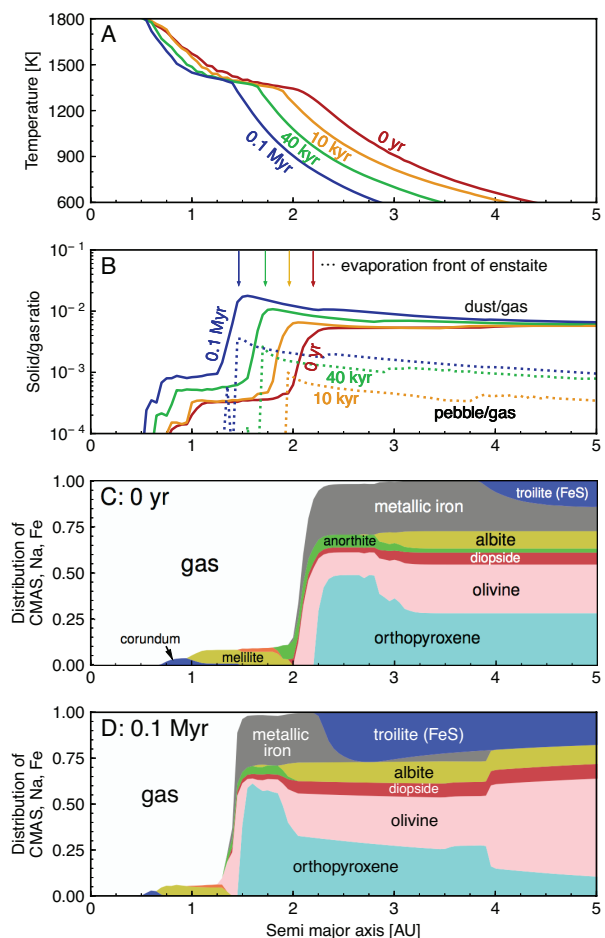 A
Temperature [K]
1800
1500
1200
900
600
0 yr
10 kyr
40 kyr
0.1 Myr
0 1 2 3 4 5
B
Solid/gas ratio
10⁻¹
10⁻²
10⁻³
10⁻⁴
evaporation front of enstaite
dust/gas
0.1 Myr
0 yr
40 kyr
10 kyr
pebble/gas
0 1 2 3 4 5
C: 0 yr
Distribution of
CMAS, Na, Fe
1.00
0.75
0.50
0.25
0.00
troilite (FeS)
metallic iron
gas
anorthite
albite
diopside
olivine
corundum
melilite
orthopyroxene
0 1 2 3 4 5
D: 0.1 Myr
Distribution of
CMAS, Na, Fe
1.00
0.75
0.50
0.25
0.00
metallic
iron
troilite (FeS)
gas
albite
diopside
olivine
orthopyroxene
0 1 2 3 4 5
Semi major axis [AU]